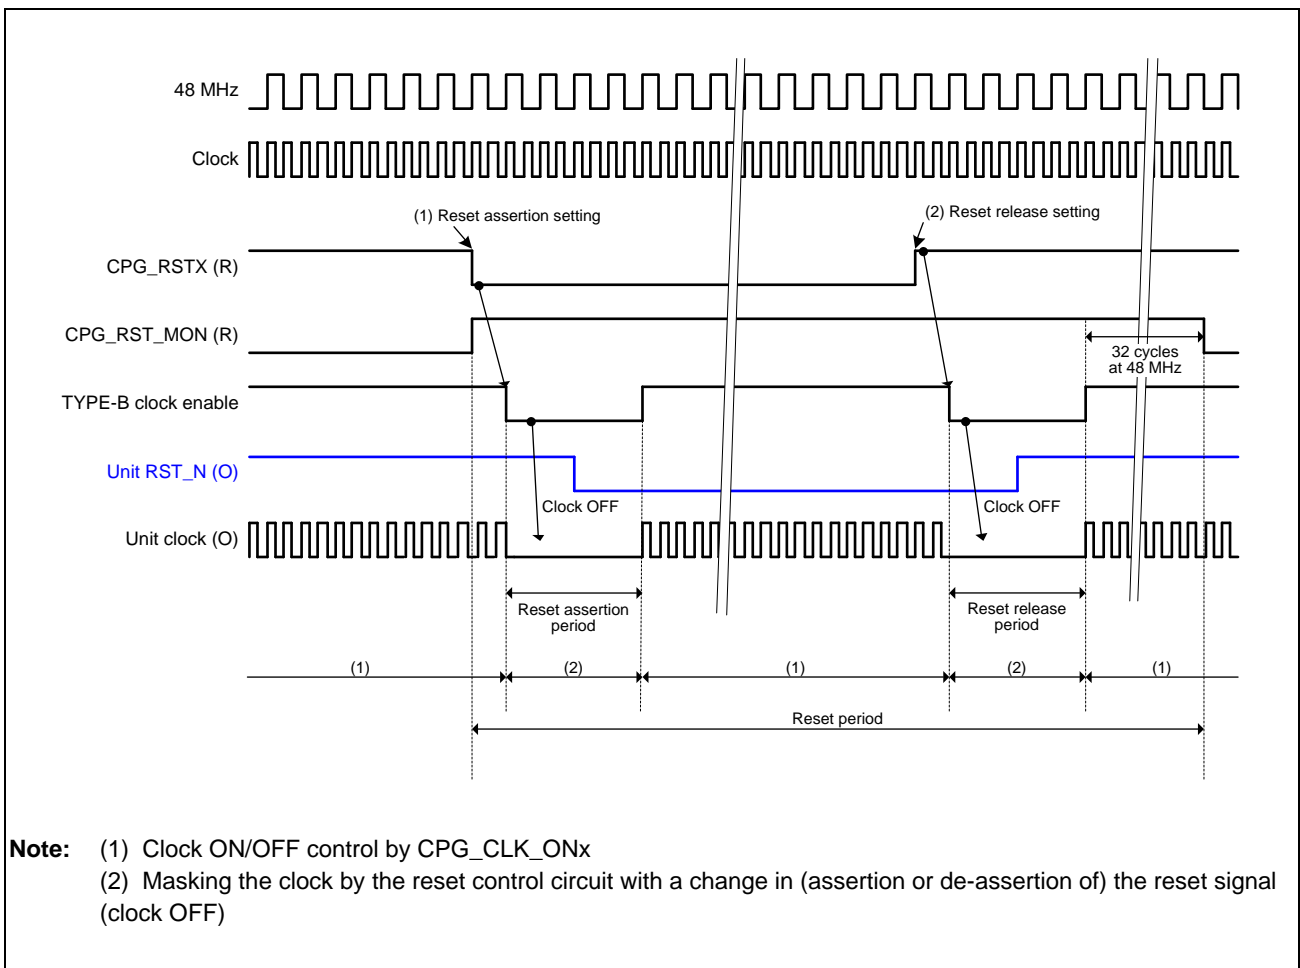 48 MHz
Clock
(1) Reset assertion setting
(2) Reset release setting
CPG_RSTX (R)
CPG_RST_MON (R)
32 cycles
at 48 MHz
TYPE-B clock enable
Unit RST_N (O)
Clock OFF
Clock OFF
Unit clock (O)
Reset assertion
period
Reset release
period
(1)
(2)
(1)
(2)
(1)
Reset period
Note: (1) Clock ON/OFF control by CPG_CLK_ONx
(2) Masking the clock by the reset control circuit with a change in (assertion or de-assertion of) the reset signal
(clock OFF)